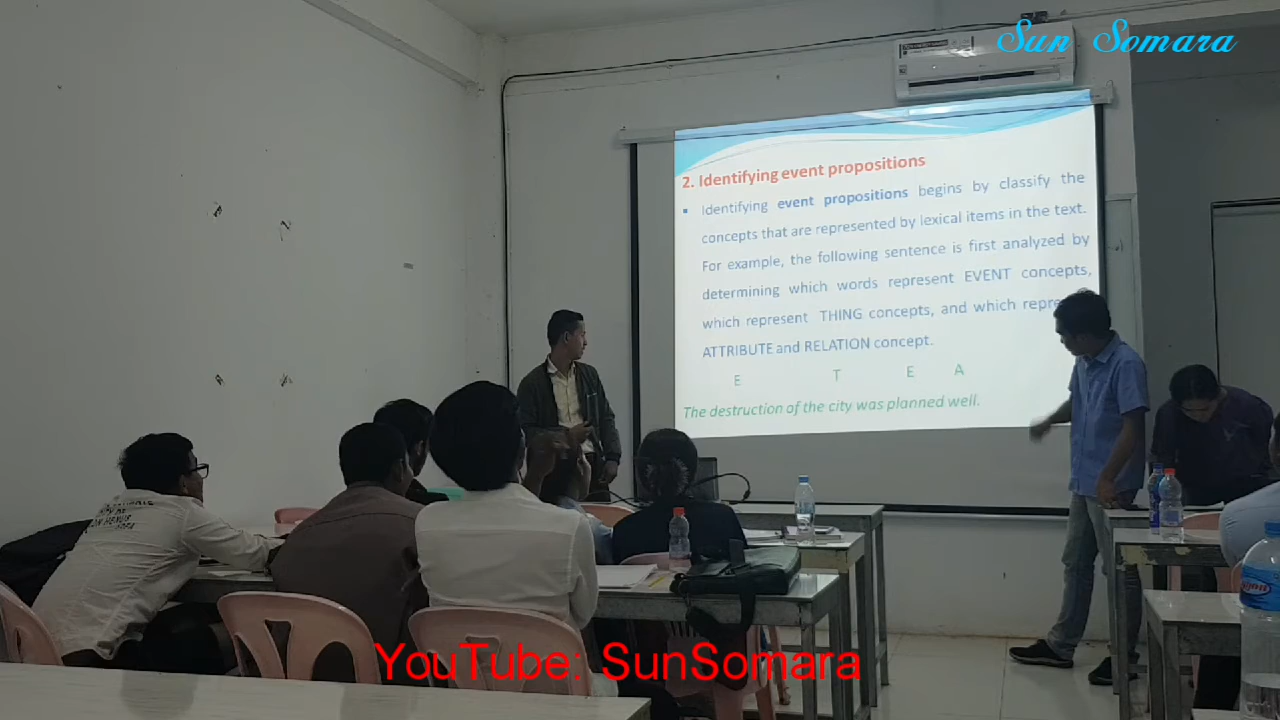 Sun Somara
2. Identifying event propositions
▪ Identifying event propositions begins by classify the
concepts that are represented by lexical items in the text.
For example, the following sentence is first analyzed by
determining which words represent EVENT concepts,
which represent THING concepts, and which
ATTRIBUTE and RELATION concept.
E T E A
The destruction of the city was planned well.
YouTube: SunSomara